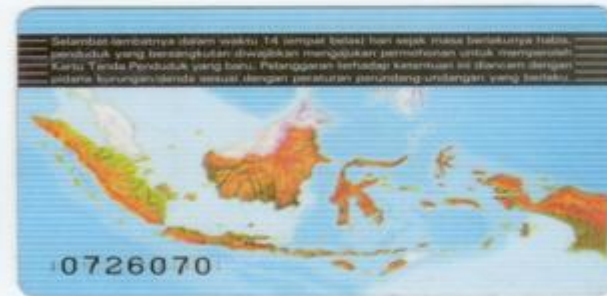 Selambat-lambatnya dalam waktu 14 (empat belas) hari sejak masa berlakunya habis,
penduduk yang bersangkutan diwajibkan mengajukan permohonan untuk memperoleh
Kartu Tanda Penduduk yang baru. Pelanggaran terhadap ketentuan ini diancam dengan
pidana kurungan/denda sesuai dengan peraturan perundang-undangan yang berlaku.
0726070